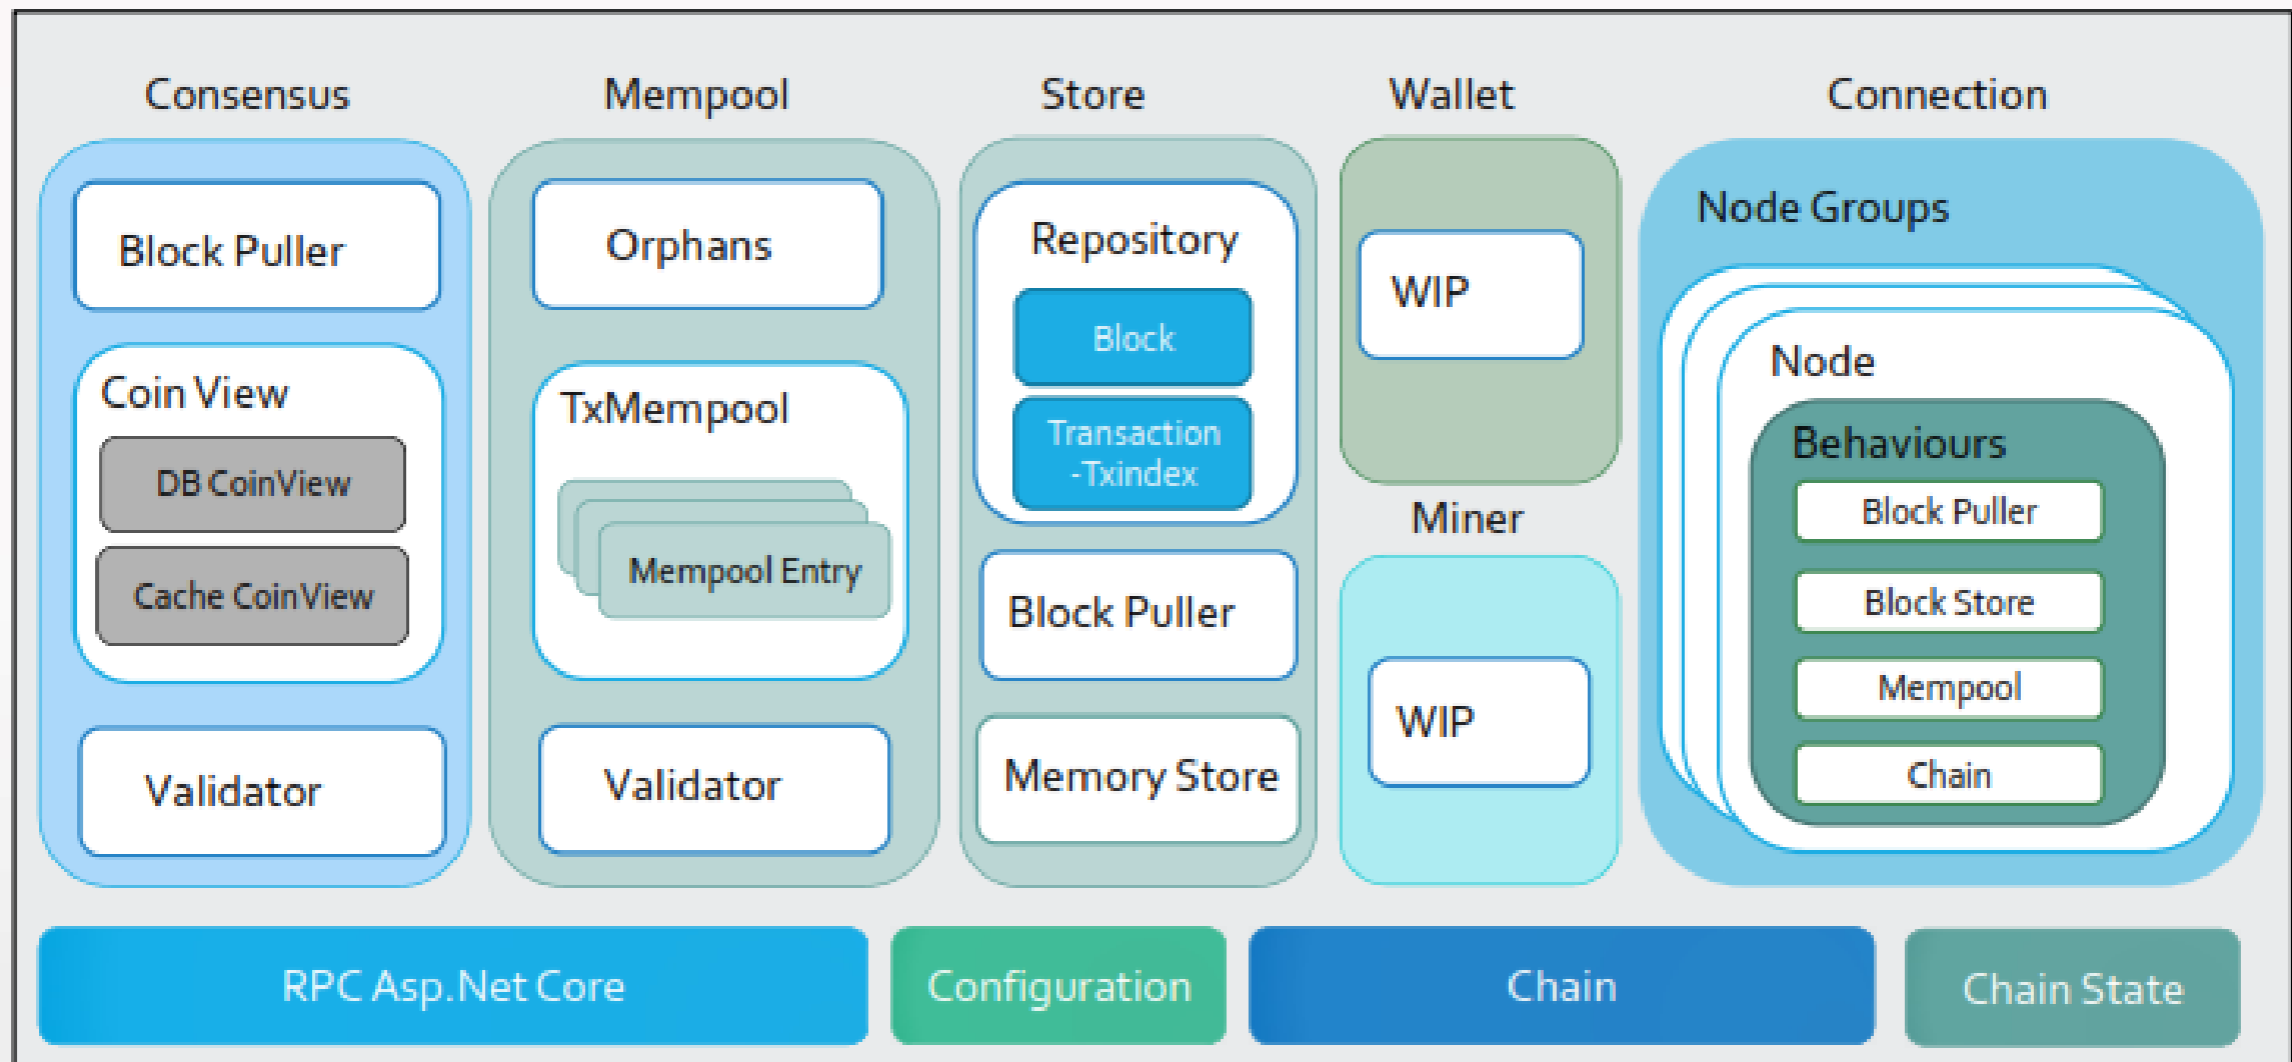 Consensus
Block Puller
Coin View
DB CoinView
Cache CoinView
Validator
Mempool
Orphans
TxMempool
Mempool Entry
Validator
Store
Repository
Block
Transaction
-Txindex
Block Puller
Memory Store
Wallet
WIP
Miner
WIP
Connection
Node Groups
Node
Behaviours
Block Puller
Block Store
Mempool
Chain
RPC Asp.Net Core
Configuration
Chain
Chain State